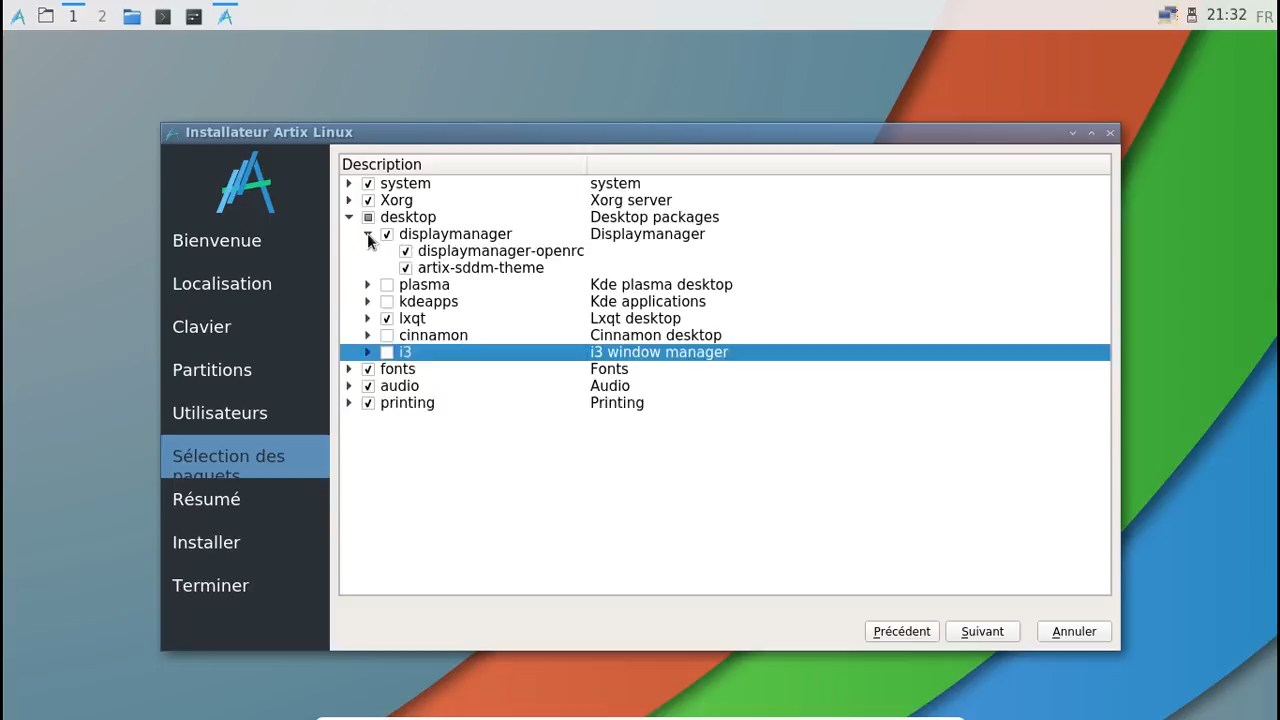 1 2 21:32 FR
Installateur Artix Linux
Bienvenue
Localisation
Clavier
Partitions
Utilisateurs
Sélection des
paquets
Résumé
Installer
Terminer
Description
system system
Xorg Xorg server
desktop Desktop packages
displaymanager Displaymanager
displaymanager-openrc
artix-sddm-theme
plasma Kde plasma desktop
kdeapps Kde applications
lxqt Lxqt desktop
cinnamon Cinnamon desktop
i3 i3 window manager
fonts Fonts
audio Audio
printing Printing
Précédent Suivant Annuler